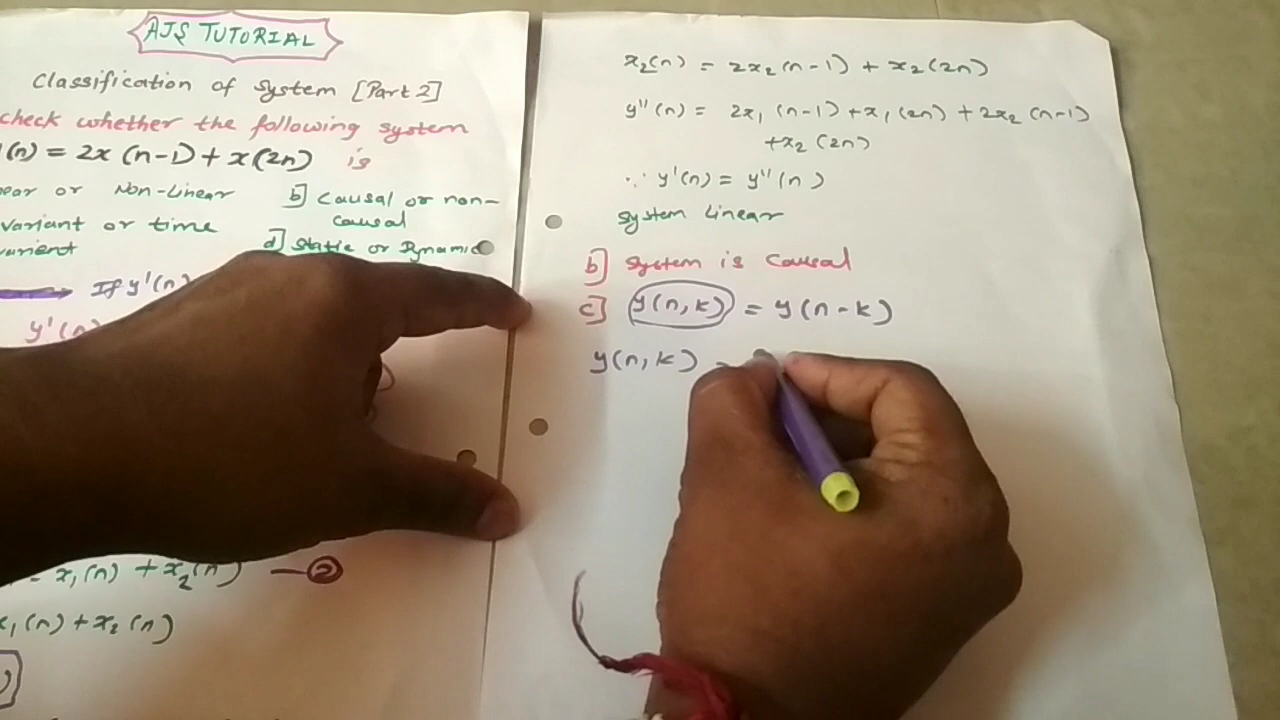 AJS TUTORIAL
Classification of System [Part 2]
check whether the following system
(n) = 2x (n-1) + x(2n) is
ear or Non-Linear b] Causal or non-
causal
variant or time
varient d] Static or Dynamic
If y'(n)
y'(n)
= x₁(n) + x₂(n) — ②
x₁(n) + x₂(n)
x₂(n) = 2x₂(n-1) + x₂(2n)
y''(n) = 2x₁(n-1) + x₁(2n) + 2x₂(n-1)
+ x₂(2n)
∵ y'(n) = y''(n)
System Linear
b] System is Causal
c] y(n,k) = y(n-k)
y(n,k)